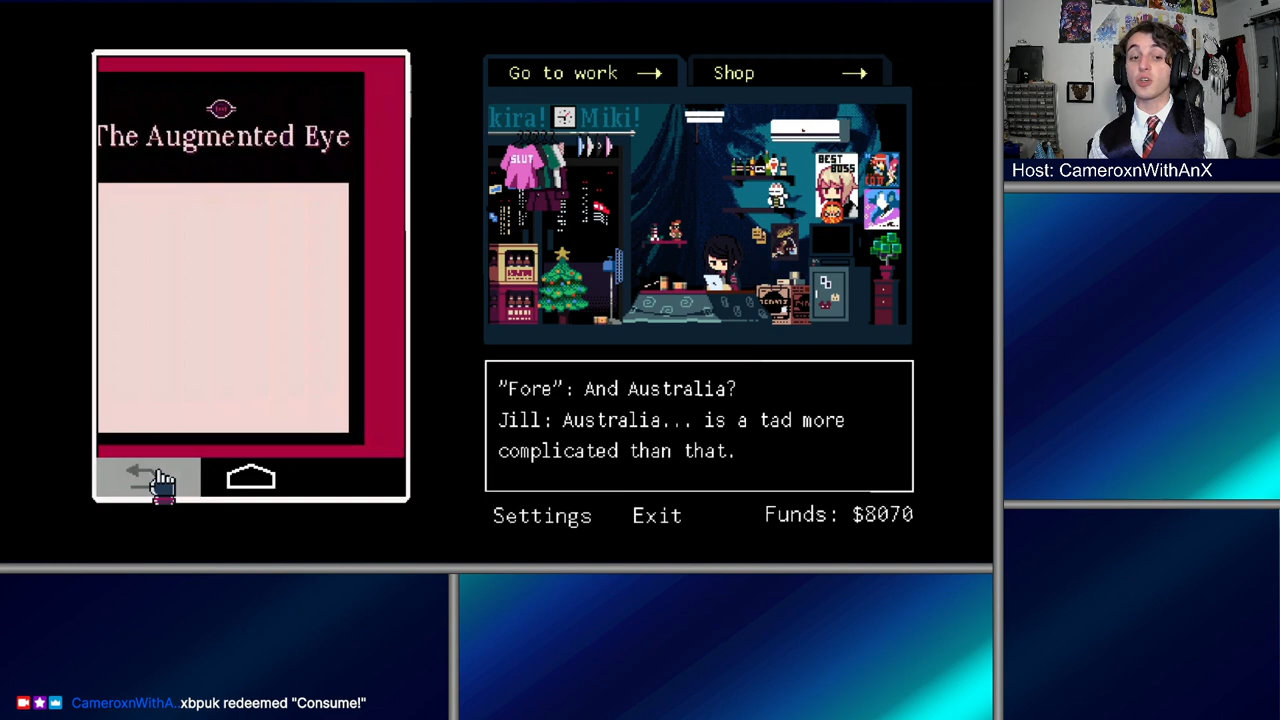 The Augmented Eye
Go to work
Shop
kira! Miki!
SLUT
BEST
BOSS
"Fore": And Australia?
Jill: Australia... is a tad more
complicated than that.
Settings
Exit
Funds: $8070
Host: CameroxnWithAnX
CameroxnWithA.. xbpuk redeemed "Consume!"